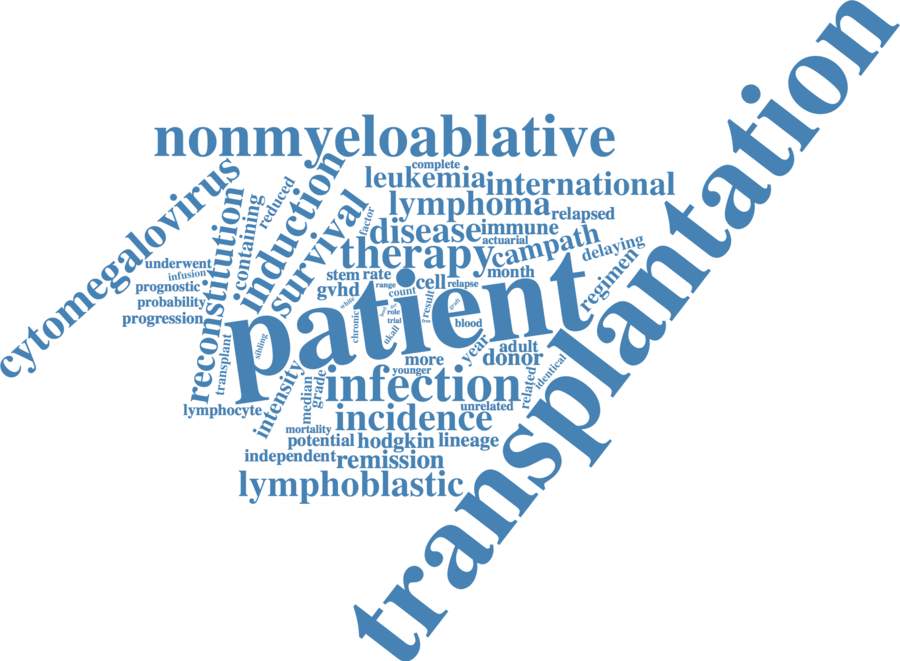 transplantation
nonmyeloablative
complete
cytomegalovirus
leukemia
international
induction
reduced
containing
reconstitution
survival
factor
lymphoma
relapsed
disease
immune
actuarial
therapy
campath
delaying
underwent
infusion
prognostic
probability
progression
stem
rate
month
regimen
gvhd
range
count
cell
relapse
patient
white
chronic
role
trial
ukall
result
free
blood
sibling
transplant
year
adult
donor
more
younger
identical
related
intensity
median
grade
infection
lymphocyte
unrelated
incidence
mortality
potential
hodgkin
lineage
independent
remission
lymphoblastic